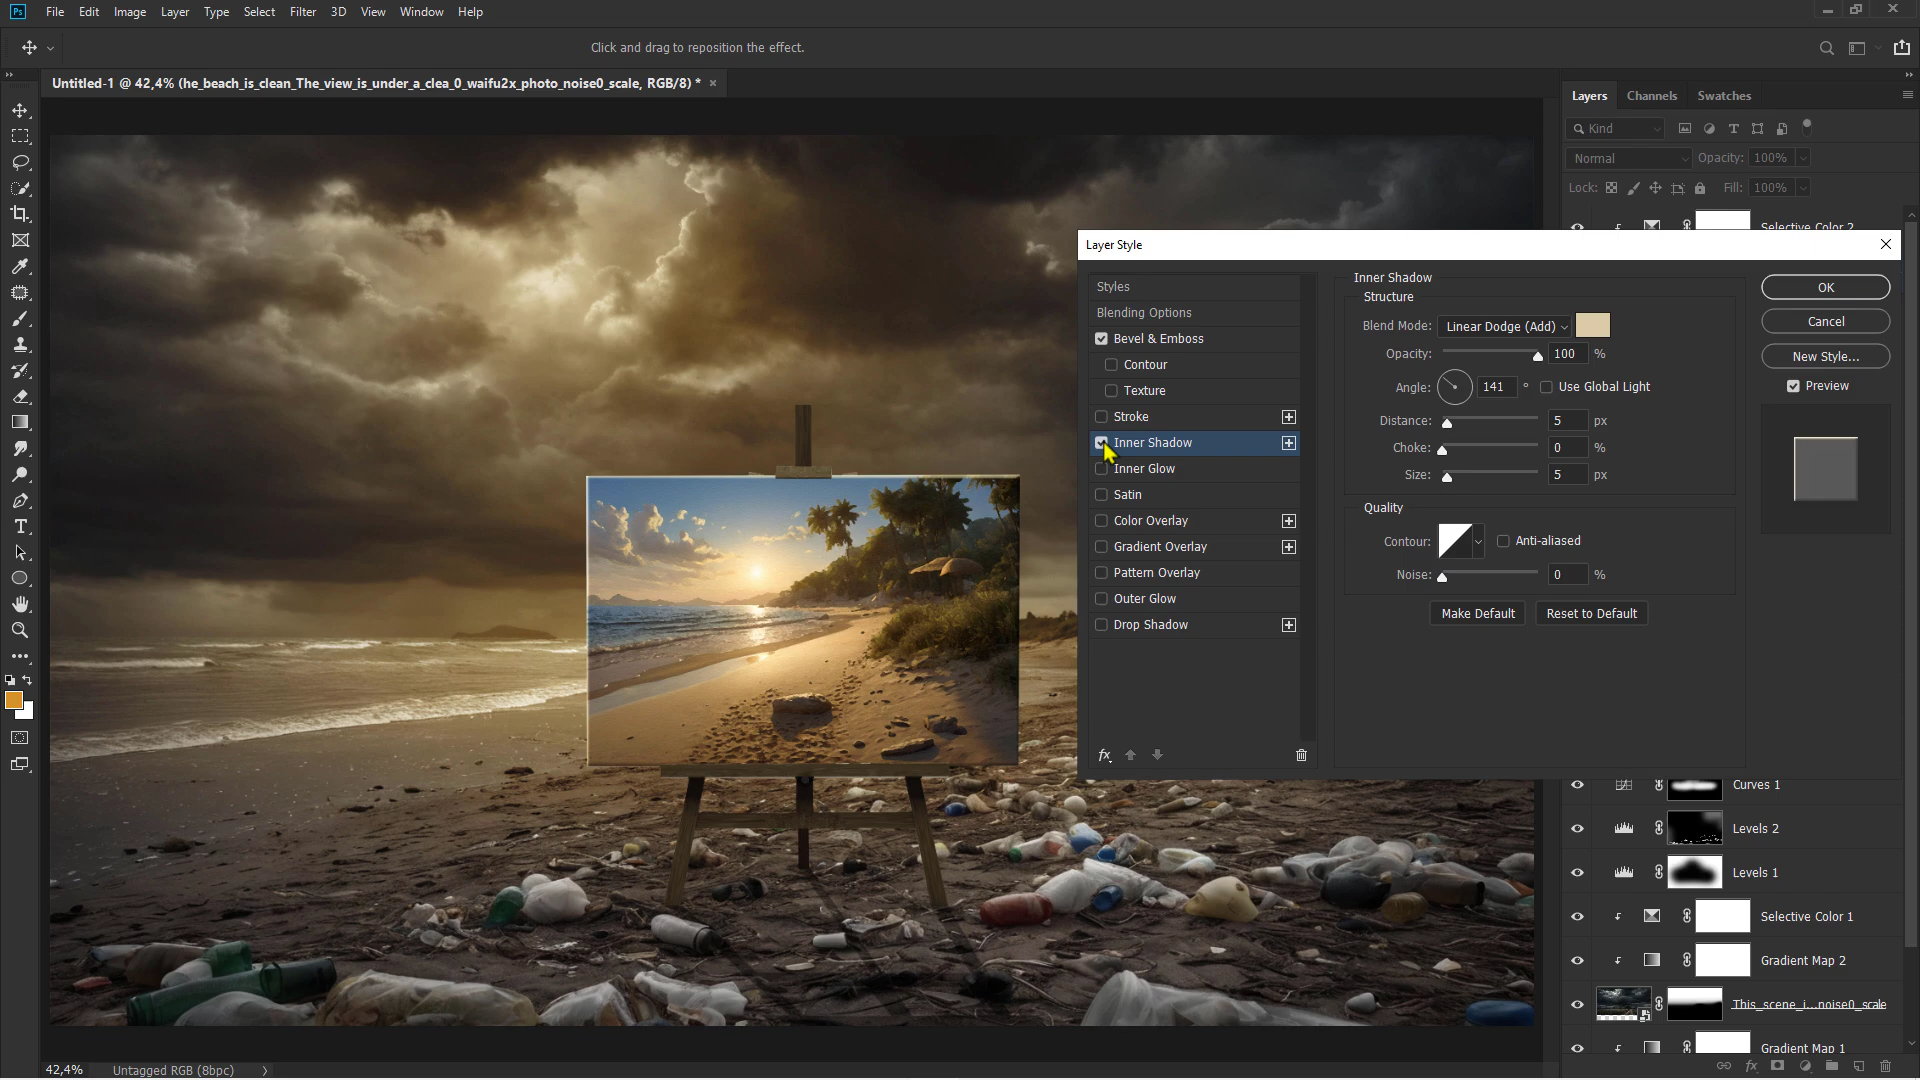 Ps File Edit Image Layer Type Select Filter 3D View Window Help
Click and drag to reposition the effect.
Untitled-1 @ 42,4% (he_beach_is_clean_The_view_is_under_a_clea_0_waifu2x_photo_noise0_scale, RGB/8) *
Layers Channels Swatches
Kind
Normal Opacity: 100%
Lock: Fill: 100%
Selective Color 2
Layer Style
Styles
Blending Options
Bevel & Emboss
Contour
Texture
Stroke
Inner Shadow
Inner Glow
Satin
Color Overlay
Gradient Overlay
Pattern Overlay
Outer Glow
Drop Shadow
fx
Inner Shadow
Structure
Blend Mode: Linear Dodge (Add)
Opacity: 100 %
Angle: 141 ° Use Global Light
Distance: 5 px
Choke: 0 %
Size: 5 px
Quality
Contour: Anti-aliased
Noise: 0 %
Make Default Reset to Default
OK
Cancel
New Style...
Preview
Curves 1
Levels 2
Levels 1
Selective Color 1
Gradient Map 2
This_scene_i...noise0_scale
Gradient Map 1
fx
42,4% Untagged RGB (8bpc)